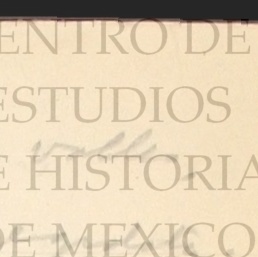 ENTRO DE
ESTUDIOS
E HISTORIA
DE MEXICO